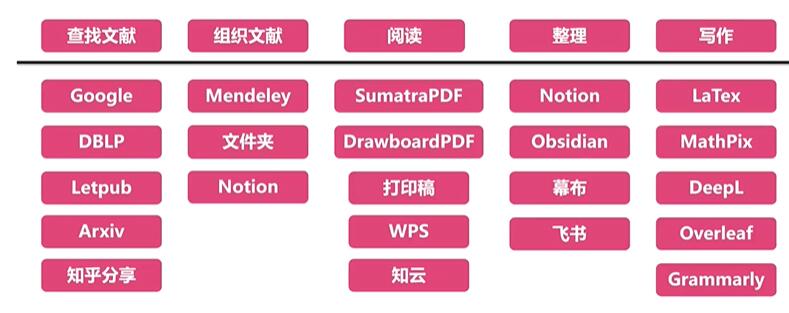 查找文献 组织文献 阅读 整理 写作
Google Mendeley SumatraPDF Notion LaTex
DBLP 文件夹 DrawboardPDF Obsidian MathPix
Letpub Notion 打印稿 幕布 DeepL
Arxiv WPS 飞书 Overleaf
知乎分享 知云 Grammarly